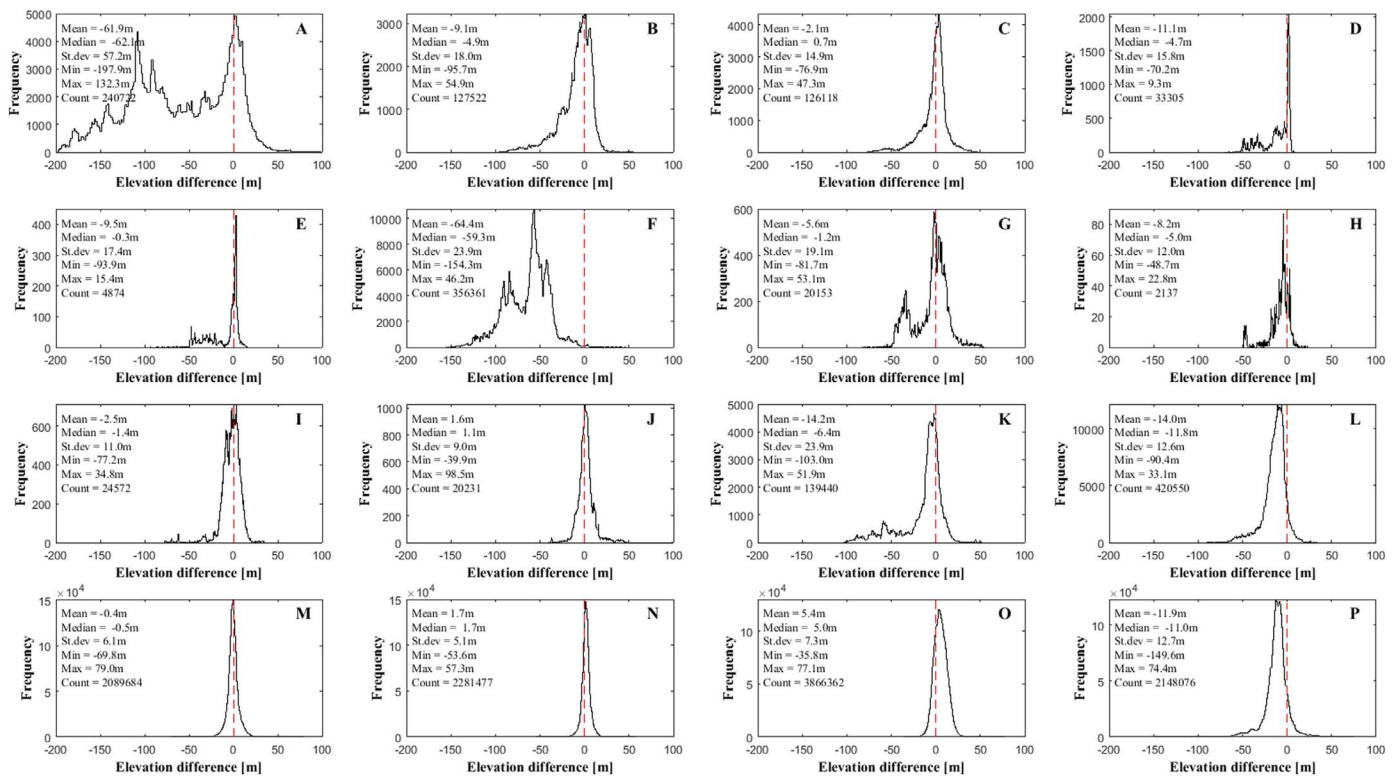 A
Mean = -61.9m
Median = -62.1m
St.dev = 57.2m
Min = -197.9m
Max = 132.3m
Count = 240722
Frequency
5000
4000
3000
2000
1000
0
-200 -150 -100 -50 0 50 100
Elevation difference [m]
B
Mean = -9.1m
Median = -4.9m
St.dev = 18.0m
Min = -95.7m
Max = 54.9m
Count = 127522
Frequency
3000
2000
1000
0
-200 -150 -100 -50 0 50 100
Elevation difference [m]
C
Mean = -2.1m
Median = 0.7m
St.dev = 14.9m
Min = -76.9m
Max = 47.3m
Count = 126118
Frequency
4000
3000
2000
1000
0
-200 -150 -100 -50 0 50 100
Elevation difference [m]
D
Mean = -11.1m
Median = -4.7m
St.dev = 15.8m
Min = -70.2m
Max = 9.3m
Count = 33305
Frequency
2000
1500
1000
500
0
-200 -150 -100 -50 0 50 100
Elevation difference [m]
E
Mean = -9.5m
Median = -0.3m
St.dev = 17.4m
Min = -93.9m
Max = 15.4m
Count = 4874
Frequency
400
300
200
100
0
-200 -150 -100 -50 0 50 100
Elevation difference [m]
F
Mean = -64.4m
Median = -59.3m
St.dev = 23.9m
Min = -154.3m
Max = 46.2m
Count = 356361
Frequency
10000
8000
6000
4000
2000
0
-200 -150 -100 -50 0 50 100
Elevation difference [m]
G
Mean = -5.6m
Median = -1.2m
St.dev = 19.1m
Min = -81.7m
Max = 53.1m
Count = 20153
Frequency
600
400
200
0
-200 -150 -100 -50 0 50 100
Elevation difference [m]
H
Mean = -8.2m
Median = -5.0m
St.dev = 12.0m
Min = -48.7m
Max = 22.8m
Count = 2137
Frequency
80
60
40
20
0
-200 -150 -100 -50 0 50 100
Elevation difference [m]
I
Mean = -2.5m
Median = -1.4m
St.dev = 11.0m
Min = -77.2m
Max = 34.8m
Count = 24572
Frequency
600
400
200
0
-200 -150 -100 -50 0 50 100
Elevation difference [m]
J
Mean = 1.6m
Median = 1.1m
St.dev = 9.0m
Min = -39.9m
Max = 98.5m
Count = 20231
Frequency
1000
800
600
400
200
0
-200 -150 -100 -50 0 50 100
Elevation difference [m]
K
Mean = -14.2m
Median = -6.4m
St.dev = 23.9m
Min = -103.0m
Max = 51.9m
Count = 139440
Frequency
5000
4000
3000
2000
1000
0
-200 -150 -100 -50 0 50 100
Elevation difference [m]
L
Mean = -14.0m
Median = -11.8m
St.dev = 12.6m
Min = -90.4m
Max = 33.1m
Count = 420550
Frequency
10000
5000
0
-200 -150 -100 -50 0 50 100
Elevation difference [m]
×10⁴
M
Mean = -0.4m
Median = -0.5m
St.dev = 6.1m
Min = -69.8m
Max = 79.0m
Count = 2089684
Frequency
15
10
5
0
-200 -150 -100 -50 0 50 100
Elevation difference [m]
×10⁴
N
Mean = 1.7m
Median = 1.7m
St.dev = 5.1m
Min = -53.6m
Max = 57.3m
Count = 2281477
Frequency
15
10
5
0
-200 -150 -100 -50 0 50 100
Elevation difference [m]
×10⁴
O
Mean = 5.4m
Median = 5.0m
St.dev = 7.3m
Min = -35.8m
Max = 77.1m
Count = 3866362
Frequency
10
5
0
-200 -150 -100 -50 0 50 100
Elevation difference [m]
×10⁴
P
Mean = -11.9m
Median = -11.0m
St.dev = 12.7m
Min = -149.6m
Max = 74.4m
Count = 2148076
Frequency
10
5
0
-200 -150 -100 -50 0 50 100
Elevation difference [m]